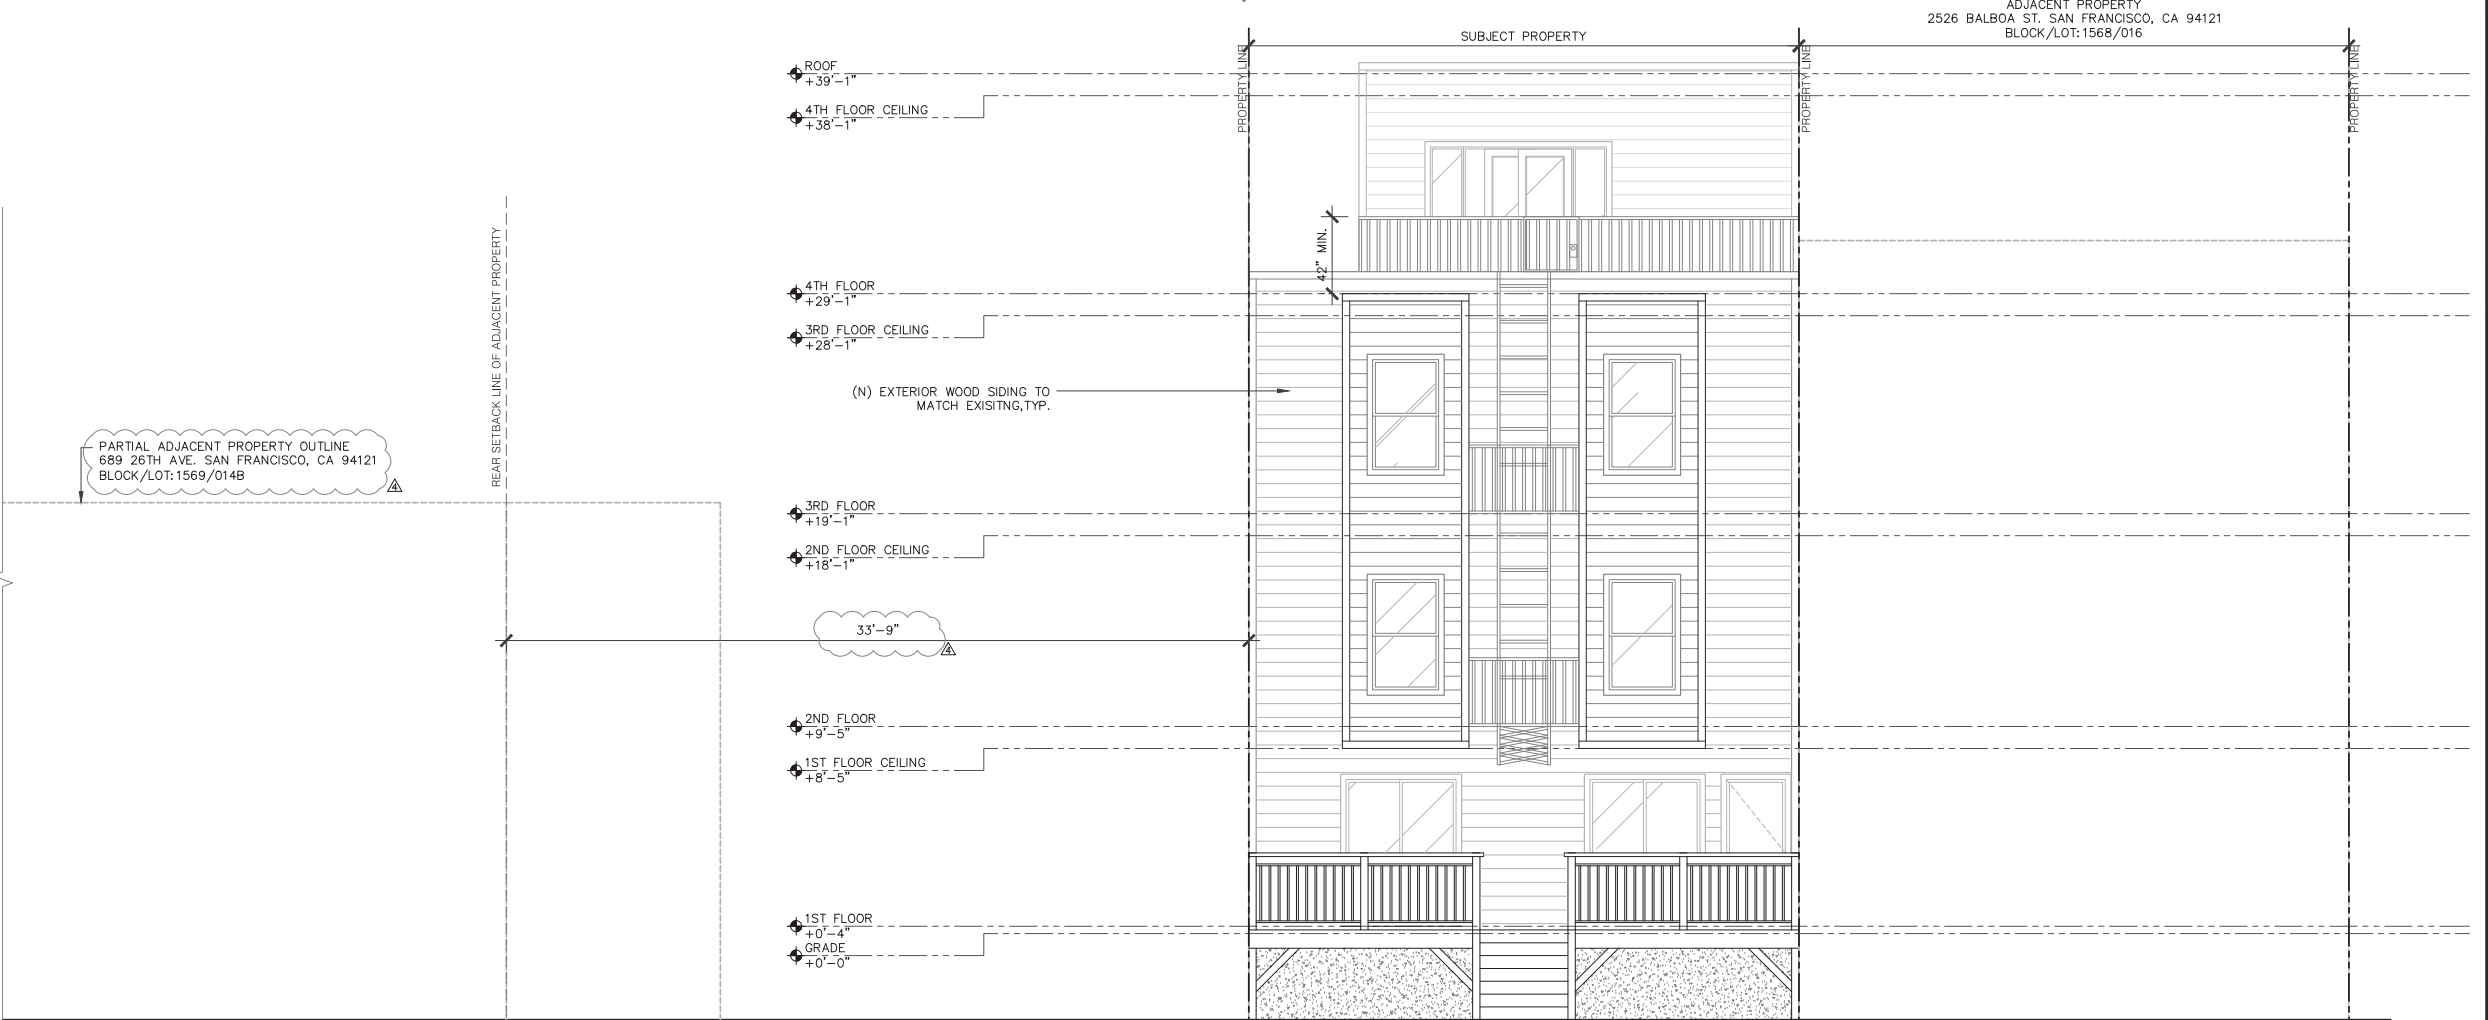 ADJACENT PROPERTY
2526 BALBOA ST. SAN FRANCISCO, CA 94121
BLOCK/LOT:1568/016
SUBJECT PROPERTY
PROPERTY LINE
PROPERTY LINE
PROPERTY LINE
ROOF
+39'-1"
4TH FLOOR CEILING
+38'-1"
42" MIN.
REAR SETBACK LINE OF ADJACENT PROPERTY
4TH FLOOR
+29'-1"
3RD FLOOR CEILING
+28'-1"
(N) EXTERIOR WOOD SIDING TO
MATCH EXISITNG,TYP.
PARTIAL ADJACENT PROPERTY OUTLINE
689 26TH AVE. SAN FRANCISCO, CA 94121
BLOCK/LOT:1569/014B
4
3RD FLOOR
+19'-1"
2ND FLOOR CEILING
+18'-1"
33'-9"
4
2ND FLOOR
+9'-5"
1ST FLOOR CEILING
+8'-5"
1ST FLOOR
+0'-4"
GRADE
+0'-0"